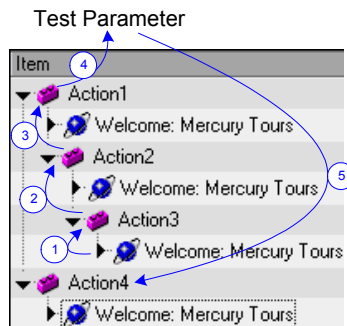 Test Parameter
Item
4
Action1
Welcome: Mercury Tours
3
Action2
Welcome: Mercury Tours
5
2
Action3
1
Welcome: Mercury Tours
Action4
Welcome: Mercury Tours